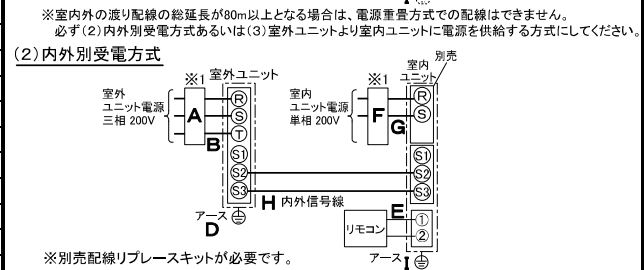 ※室内外の渡り配線の総延長が80m以上となる場合は、電源重畳方式での配線はできません。
必ず(2)内外別受電方式あるいは(3)室外ユニットより室内ユニットに電源を供給する方式にしてください。
(2)内外別受電方式
※1
室外ユニット
室外
ユニット電源
三相 200V
A
B
R
S
T
S1
S2
S3
アース
D
※1
室内
ユニット
別売
室内
ユニット電源
単相 200V
F
G
R
S
S1
S2
S3
H 内外信号線
E
リモコン
①
②
アース
I
※別売配線リプレースキットが必要です。